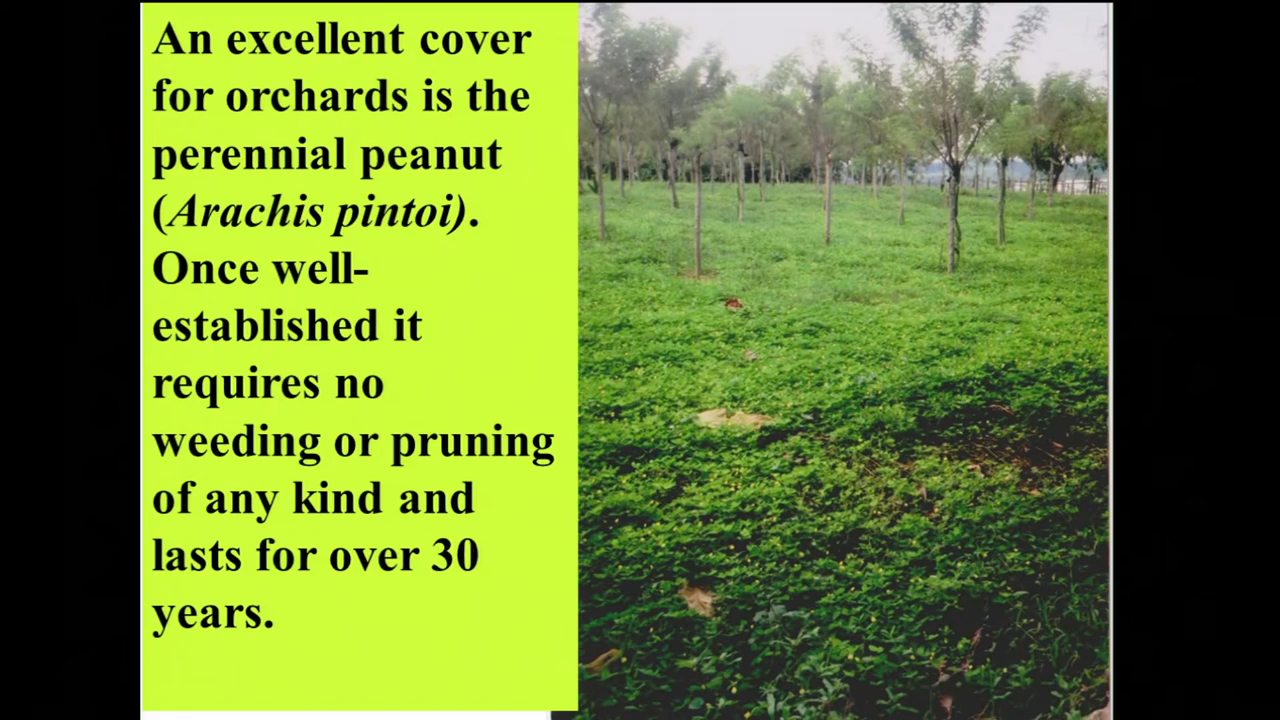 An excellent cover
for orchards is the
perennial peanut
(Arachis pintoi).
Once well-
established it
requires no
weeding or pruning
of any kind and
lasts for over 30
years.